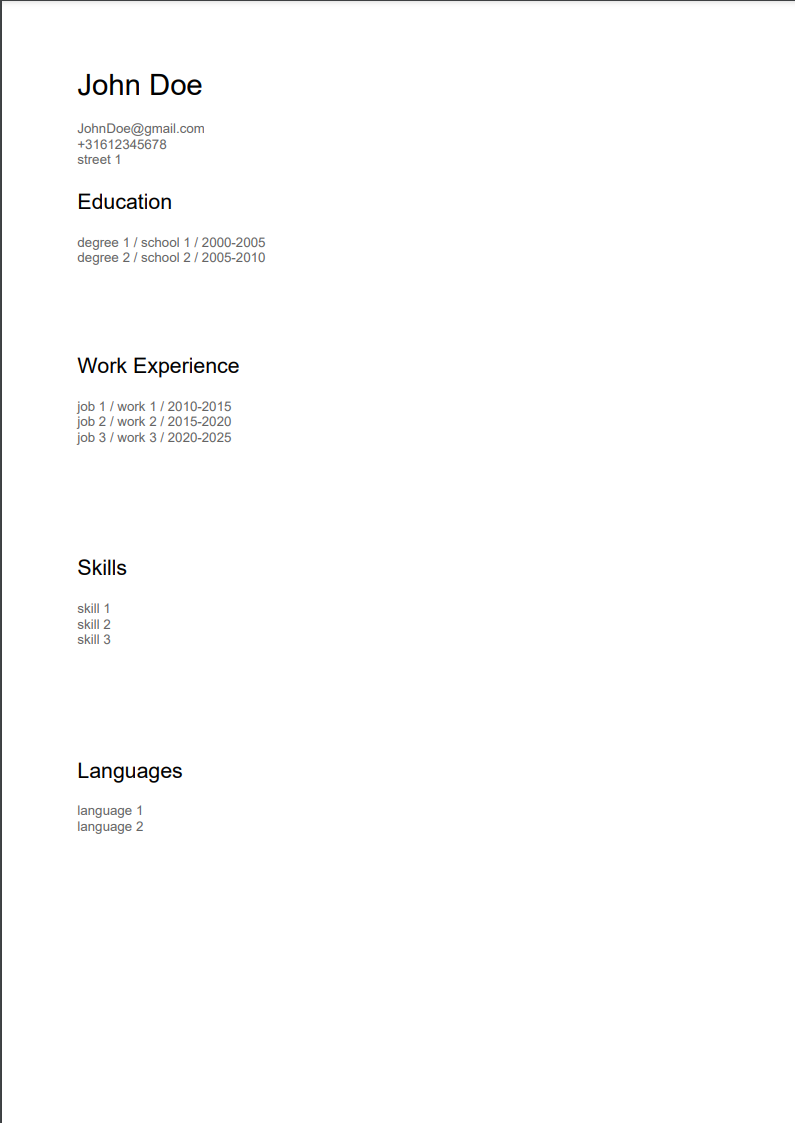 John Doe
JohnDoe@gmail.com
+31612345678
street 1
Education
degree 1 / school 1 / 2000-2005
degree 2 / school 2 / 2005-2010
Work Experience
job 1 / work 1 / 2010-2015
job 2 / work 2 / 2015-2020
job 3 / work 3 / 2020-2025
Skills
skill 1
skill 2
skill 3
Languages
language 1
language 2